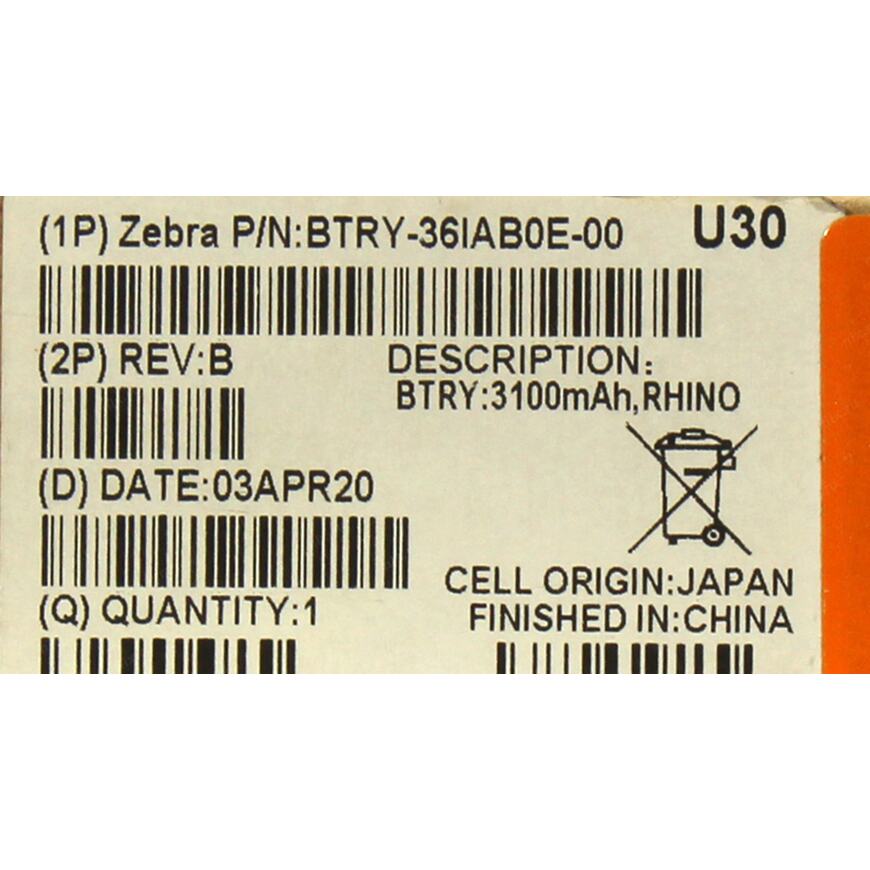 (1P) Zebra P/N:BTRY-36IAB0E-00
U30
(2P) REV:B
DESCRIPTION:
BTRY:3100mAh,RHINO
(D) DATE:03APR20
CELL ORIGIN:JAPAN
(Q) QUANTITY:1
FINISHED IN:CHINA